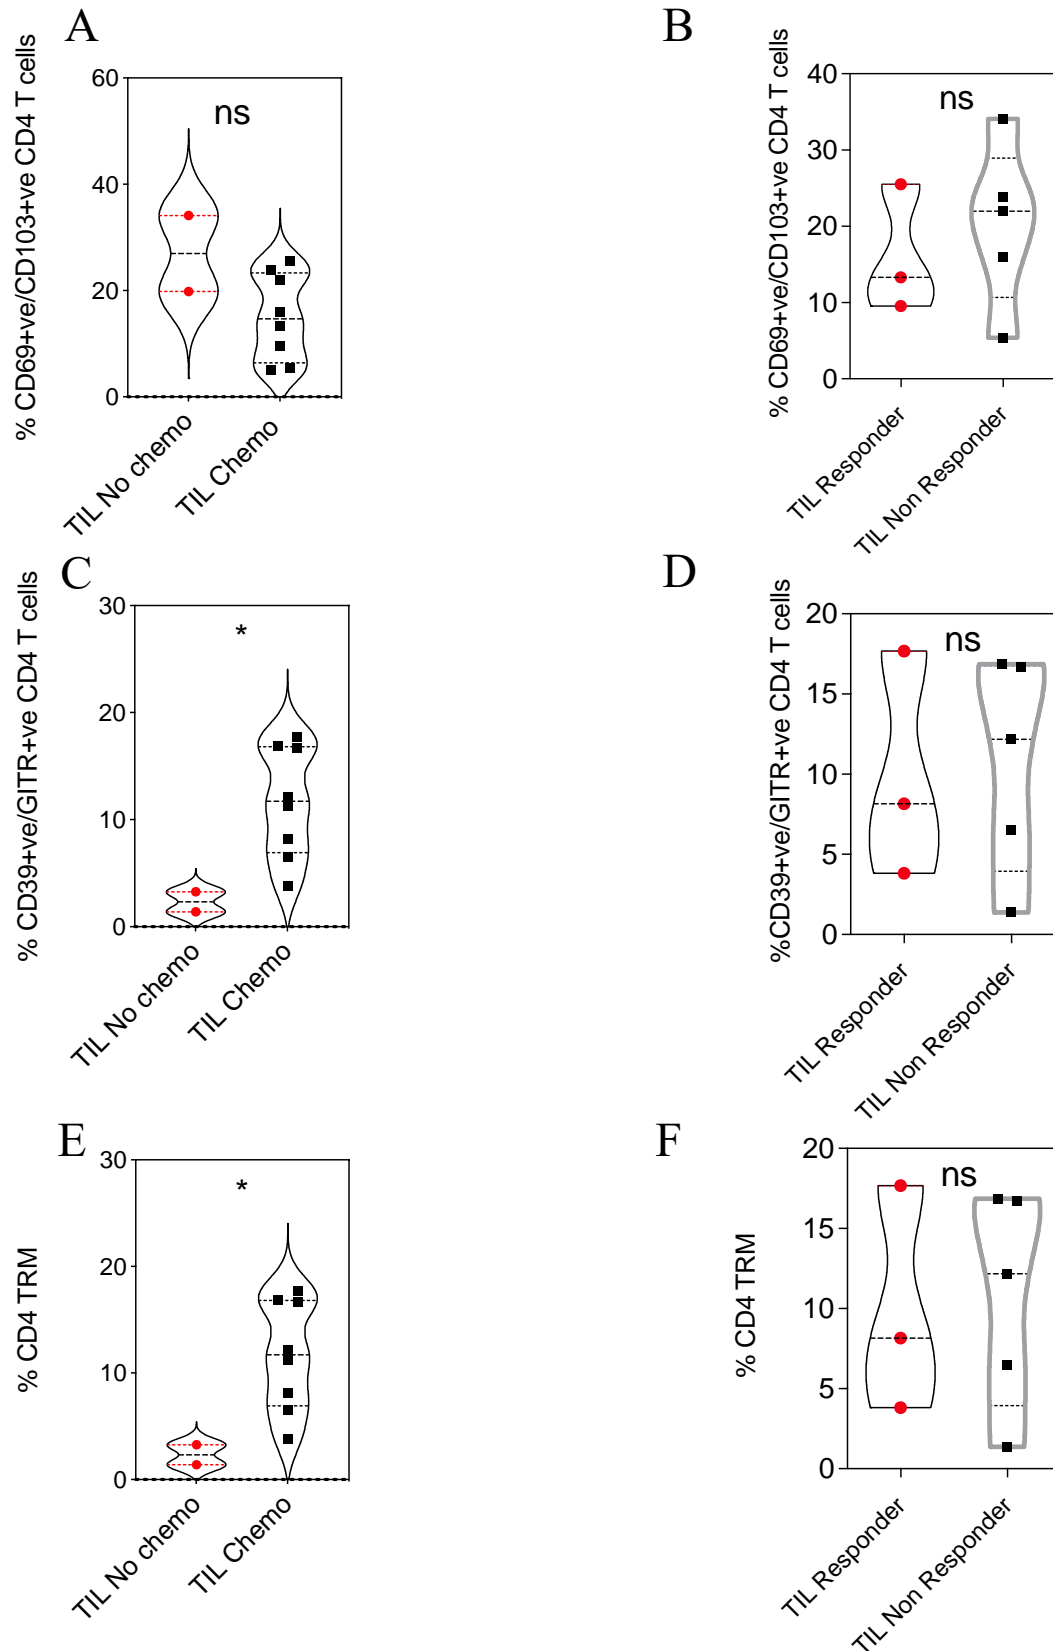 A
% CD69+ve/CD103+ve CD4 T cells
60
40
20
0
ns
TIL No chemo
TIL Chemo
B
% CD69+ve/CD103+ve CD4 T cells
40
30
20
10
0
ns
TIL Responder
TIL Non Responder
C
% CD39+ve/GITR+ve CD4 T cells
30
20
10
0
*
TIL No chemo
TIL Chemo
D
%CD39+ve/GITR+ve CD4 T cells
20
15
10
5
0
ns
TIL Responder
TIL Non Responder
E
% CD4 TRM
30
20
10
0
*
TIL No chemo
TIL Chemo
F
% CD4 TRM
20
15
10
5
0
ns
TIL Responder
TIL Non Responder